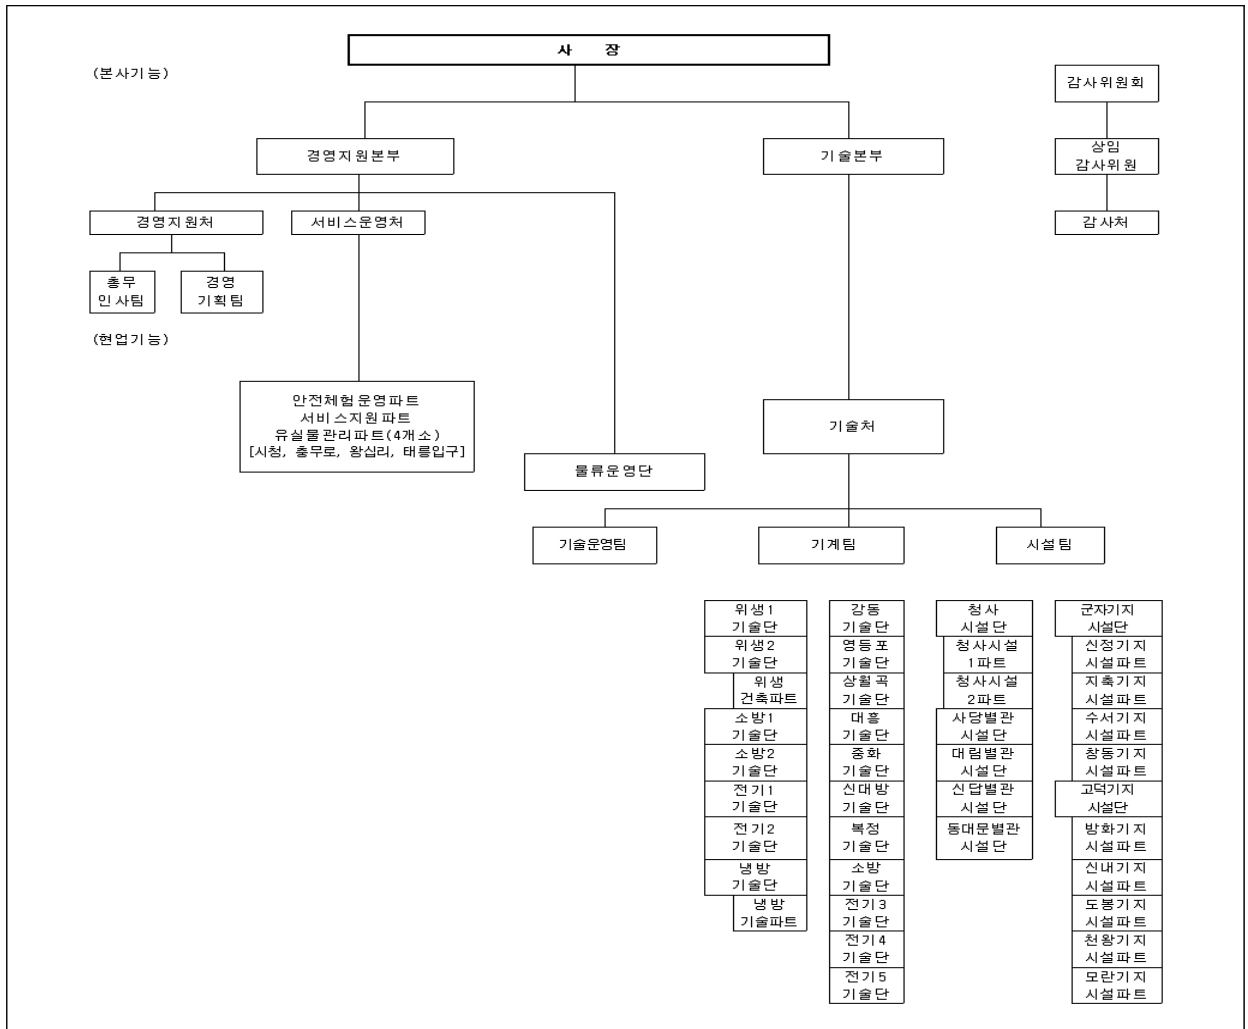 사 장
(본사기능)
감사위원회
경영지원본부
기술본부
상임
감사위원
경영지원처
서비스운영처
감사처
총무
인사팀
경영
기획팀
(현업기능)
안전체험운영파트
서비스지원파트
유실물관리파트(4개소)
[시청, 충무로, 왕십리, 태릉입구]
기술처
물류운영단
기술운영팀
기계팀
시설팀
위생1
기술단
위생2
기술단
위생
건축파트
소방1
기술단
소방2
기술단
전기1
기술단
전기2
기술단
냉방
기술단
냉방
기술파트
강동
기술단
영등포
기술단
상월곡
기술단
대흥
기술단
중화
기술단
신대방
기술단
복정
기술단
소방
기술단
전기3
기술단
전기4
기술단
전기5
기술단
청사
시설단
청사시설
1파트
청사시설
2파트
사당별관
시설단
대림별관
시설단
신답별관
시설단
동대문별관
시설단
군자기지
시설단
신정기지
시설파트
지축기지
시설파트
수서기지
시설파트
창동기지
시설파트
고덕기지
시설단
방화기지
시설파트
신내기지
시설파트
도봉기지
시설파트
천왕기지
시설파트
모란기지
시설파트